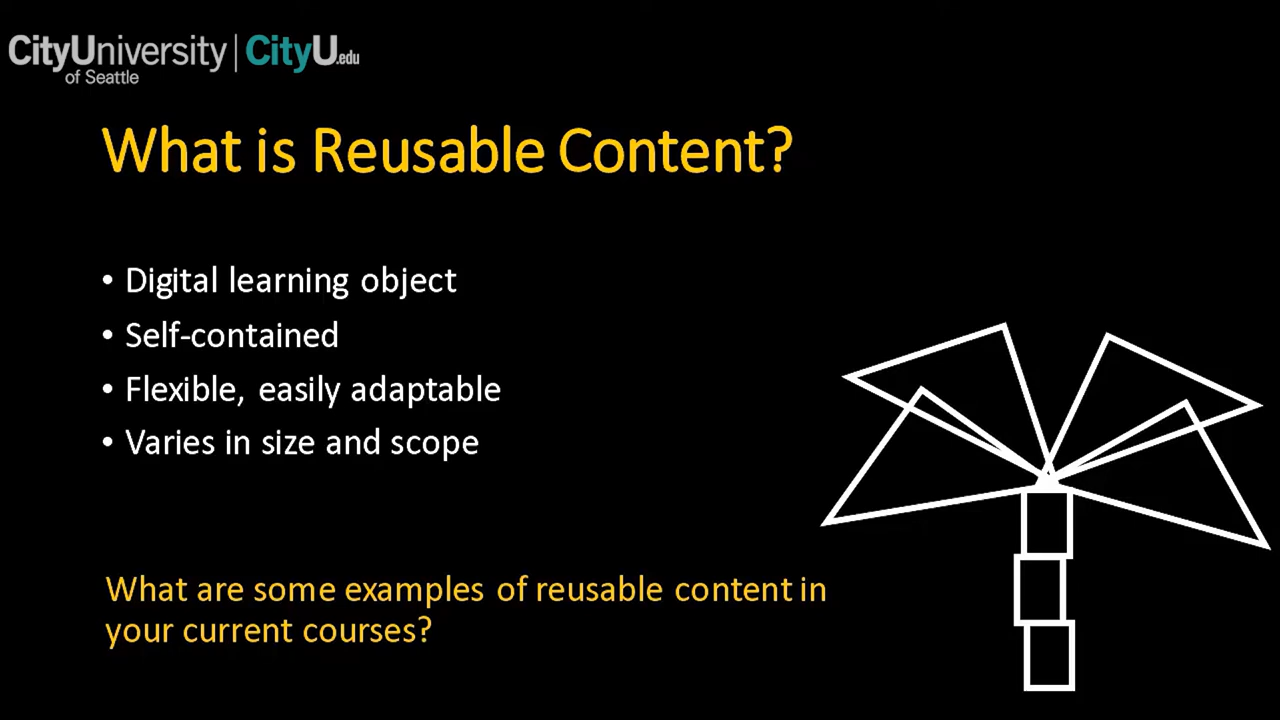 CityUniversity | CityU.edu
of Seattle
What is Reusable Content?
• Digital learning object
• Self-contained
• Flexible, easily adaptable
• Varies in size and scope
What are some examples of reusable content in
your current courses?